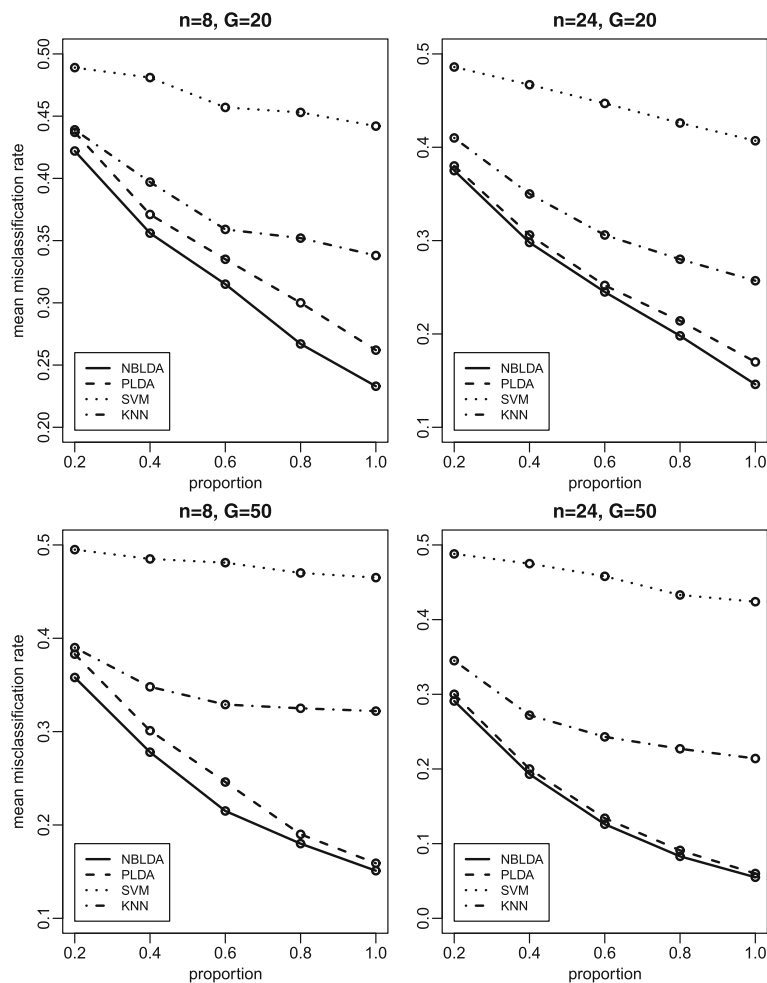 n=8, G=20
mean misclassification rate
0.50
0.45
0.40
0.35
0.30
0.25
0.20
NBLDA
PLDA
SVM
KNN
0.2 0.4 0.6 0.8 1.0
proportion
n=24, G=20
0.5
0.4
0.3
0.2
0.1
NBLDA
PLDA
SVM
KNN
0.2 0.4 0.6 0.8 1.0
proportion
n=8, G=50
mean misclassification rate
0.5
0.4
0.3
0.2
0.1
NBLDA
PLDA
SVM
KNN
0.2 0.4 0.6 0.8 1.0
proportion
n=24, G=50
0.5
0.4
0.3
0.2
0.1
0.0
NBLDA
PLDA
SVM
KNN
0.2 0.4 0.6 0.8 1.0
proportion